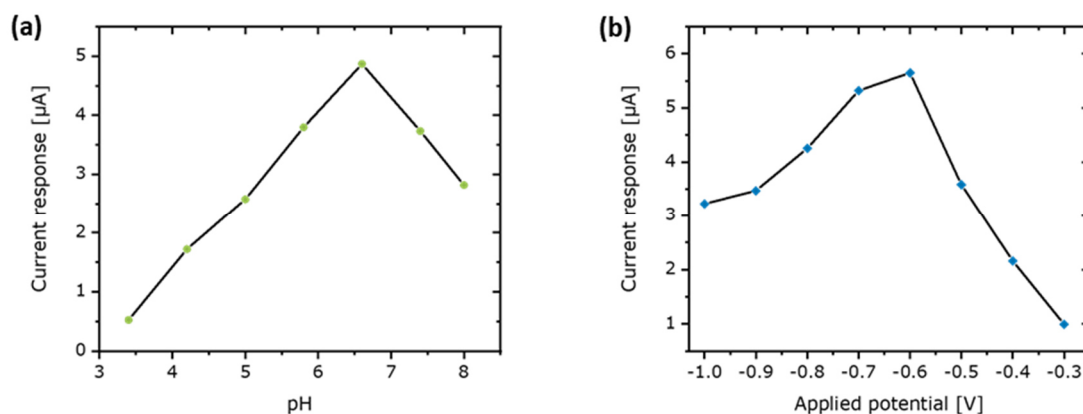 (a)
Current response [µA]
5
4
3
2
1
0
3 4 5 6 7 8
pH
(b)
Current response [µA]
6
5
4
3
2
1
-1.0 -0.9 -0.8 -0.7 -0.6 -0.5 -0.4 -0.3
Applied potential [V]